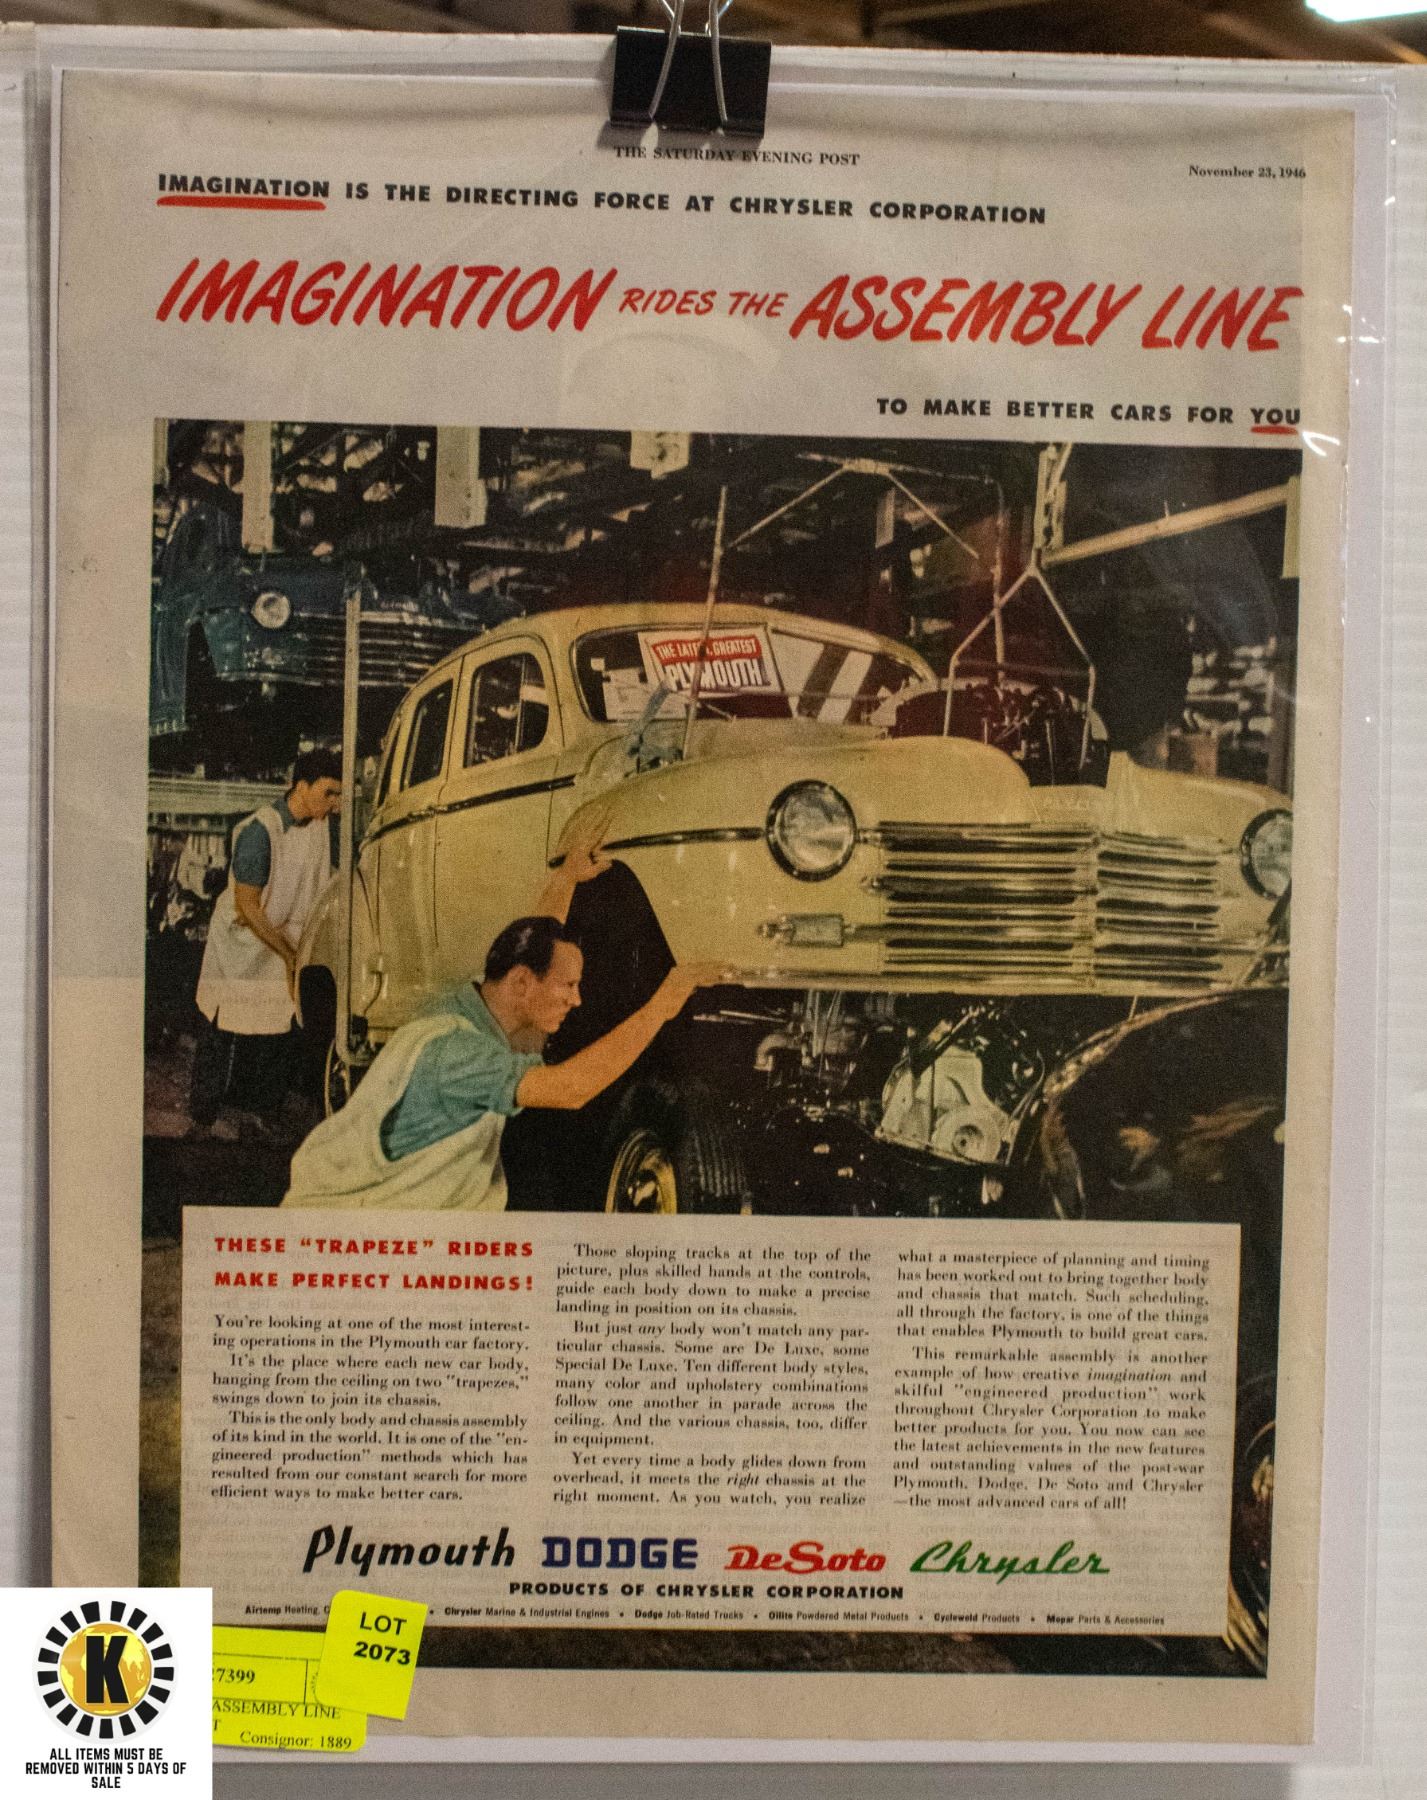 THE SATURDAY EVENING POST
November 23, 1946
IMAGINATION IS THE DIRECTING FORCE AT CHRYSLER CORPORATION
IMAGINATION RIDES THE ASSEMBLY LINE
TO MAKE BETTER CARS FOR YOU
THE LATEST, GREATEST
PLYMOUTH
THESE "TRAPEZE" RIDERS
MAKE PERFECT LANDINGS!
You're looking at one of the most interest-
ing operations in the Plymouth car factory.
It's the place where each new car body,
hanging from the ceiling on two "trapezes,"
swings down to join its chassis.
This is the only body and chassis assembly
of its kind in the world. It is one of the "en-
gineered production" methods which has
resulted from our constant search for more
efficient ways to make better cars.
Those sloping tracks at the top of the
picture, plus skilled hands at the controls,
guide each body down to make a precise
landing in position on its chassis.
But just any body won't match any par-
ticular chassis. Some are De Luxe, some
Special De Luxe. Ten different body styles,
many color and upholstery combinations
follow one another in parade across the
ceiling. And the various chassis, too, differ
in equipment.
Yet every time a body glides down from
overhead, it meets the right chassis at the
right moment. As you watch, you realize
what a masterpiece of planning and timing
has been worked out to bring together body
and chassis that match. Such scheduling,
all through the factory, is one of the things
that enables Plymouth to build great cars.
This remarkable assembly is another
example of how creative imagination and
skilful "engineered production" work
throughout Chrysler Corporation to make
better products for you. You now can see
the latest achievements in the new features
and outstanding values of the post-war
Plymouth, Dodge, De Soto and Chrysler
—the most advanced cars of all!
Plymouth DODGE DeSoto Chrysler
PRODUCTS OF CHRYSLER CORPORATION
Airtemp Heating, • Chrysler Marine & Industrial Engines • Dodge Job-Rated Trucks • Oilite Powdered Metal Products • Cycleweld Products • Mopar Parts & Accessories
LOT
2073
27399
ASSEMBLY LINE
T
Consignor: 1889
K
ALL ITEMS MUST BE
REMOVED WITHIN 5 DAYS OF
SALE